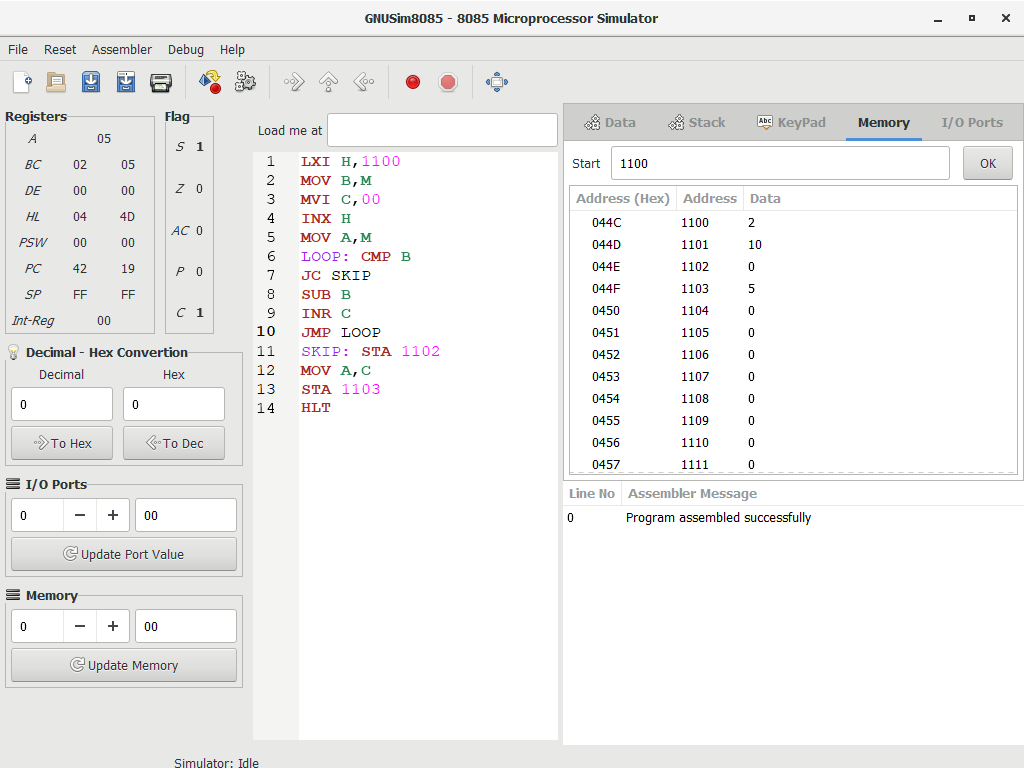 GNUSim8085 - 8085 Microprocessor Simulator
File Reset Assembler Debug Help
Registers
A 05
BC 02 05
DE 00 00
HL 04 4D
PSW 00 00
PC 42 19
SP FF FF
Int-Reg 00
Flag
S 1
Z 0
AC 0
P 0
C 1
Decimal - Hex Convertion
Decimal Hex
0 0
To Hex To Dec
I/O Ports
0 − + 00
Update Port Value
Memory
0 − + 00
Update Memory
Load me at
1 LXI H,1100
2 MOV B,M
3 MVI C,00
4 INX H
5 MOV A,M
6 LOOP: CMP B
7 JC SKIP
8 SUB B
9 INR C
10 JMP LOOP
11 SKIP: STA 1102
12 MOV A,C
13 STA 1103
14 HLT
Data Stack Abc KeyPad Memory I/O Ports
Start 1100 OK
Address (Hex) Address Data
044C 1100 2
044D 1101 10
044E 1102 0
044F 1103 5
0450 1104 0
0451 1105 0
0452 1106 0
0453 1107 0
0454 1108 0
0455 1109 0
0456 1110 0
0457 1111 0
Line No Assembler Message
0 Program assembled successfully
Simulator: Idle